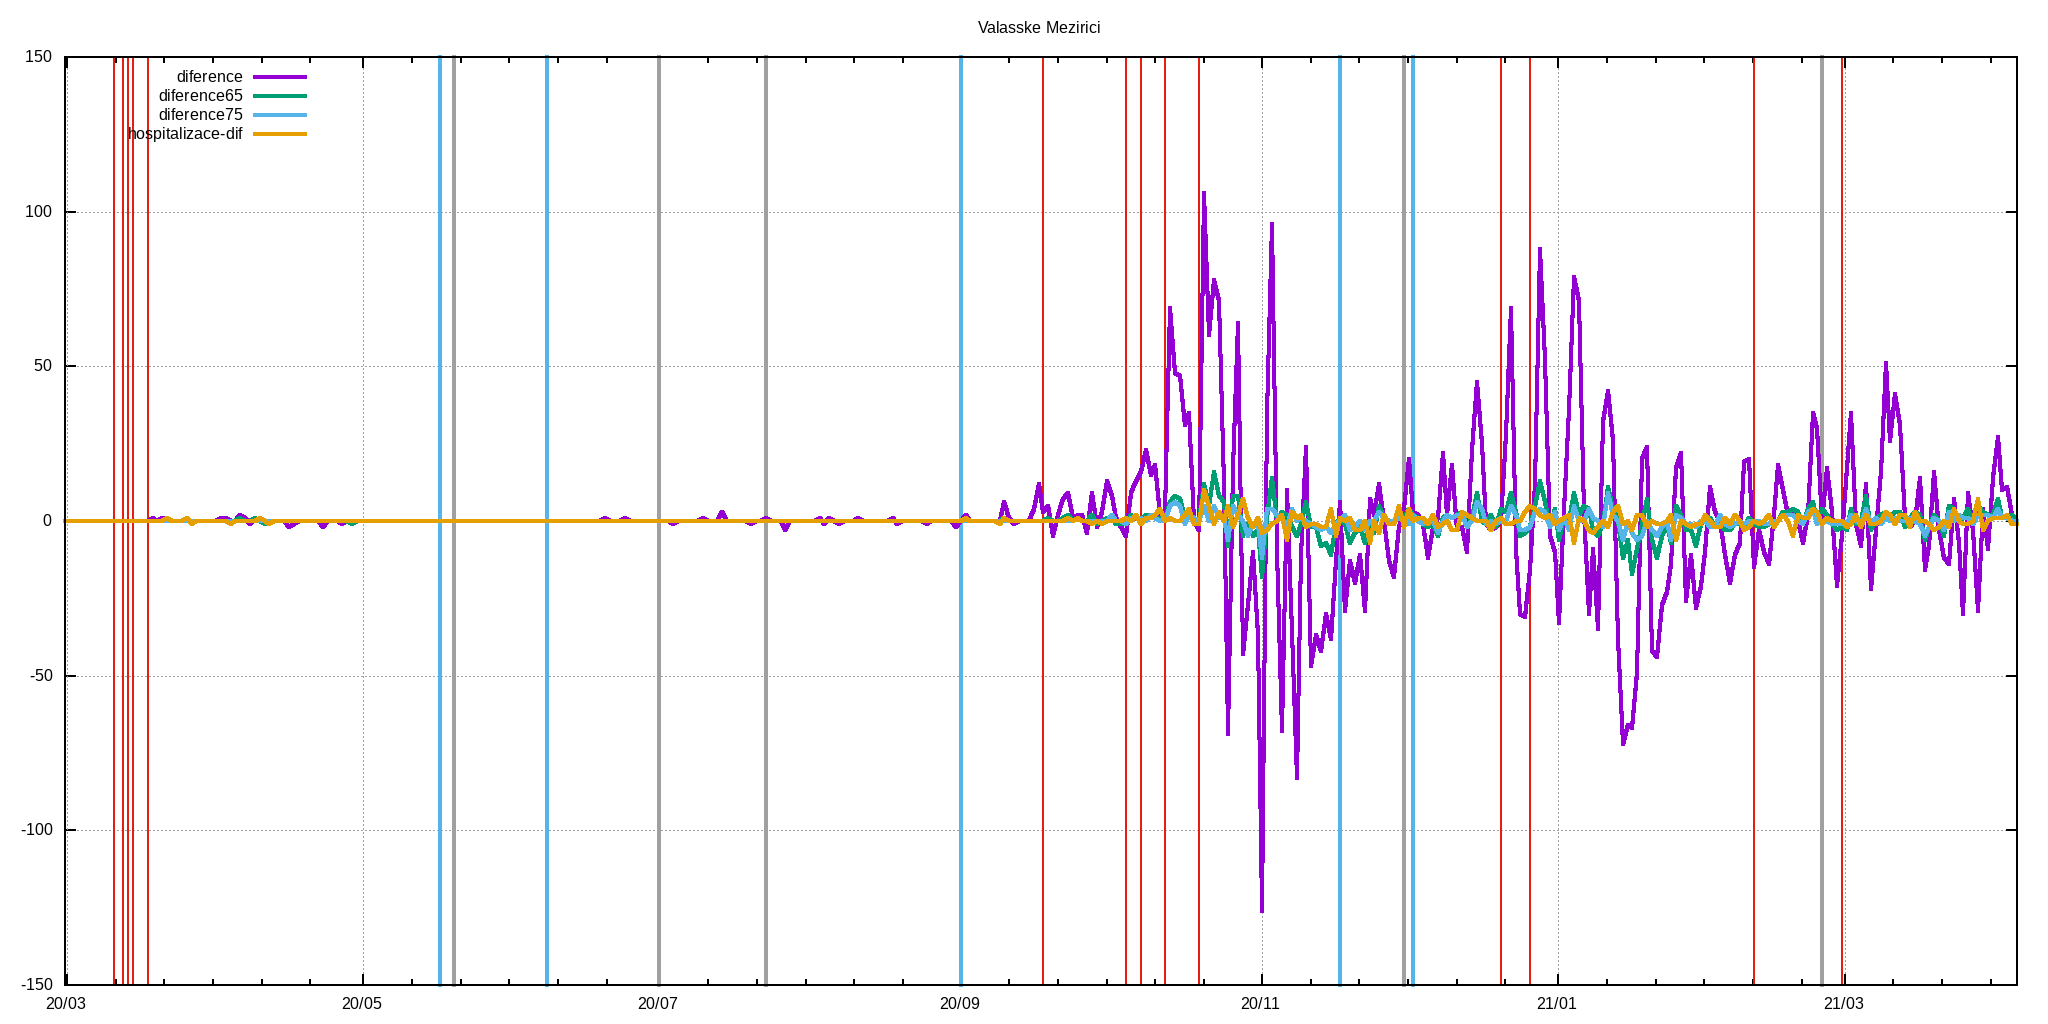 Valasske Mezirici
150
100
50
0
-50
-100
-150
diference
diference65
diference75
hospitalizace-dif
20/03 20/05 20/07 20/09 20/11 21/01 21/03